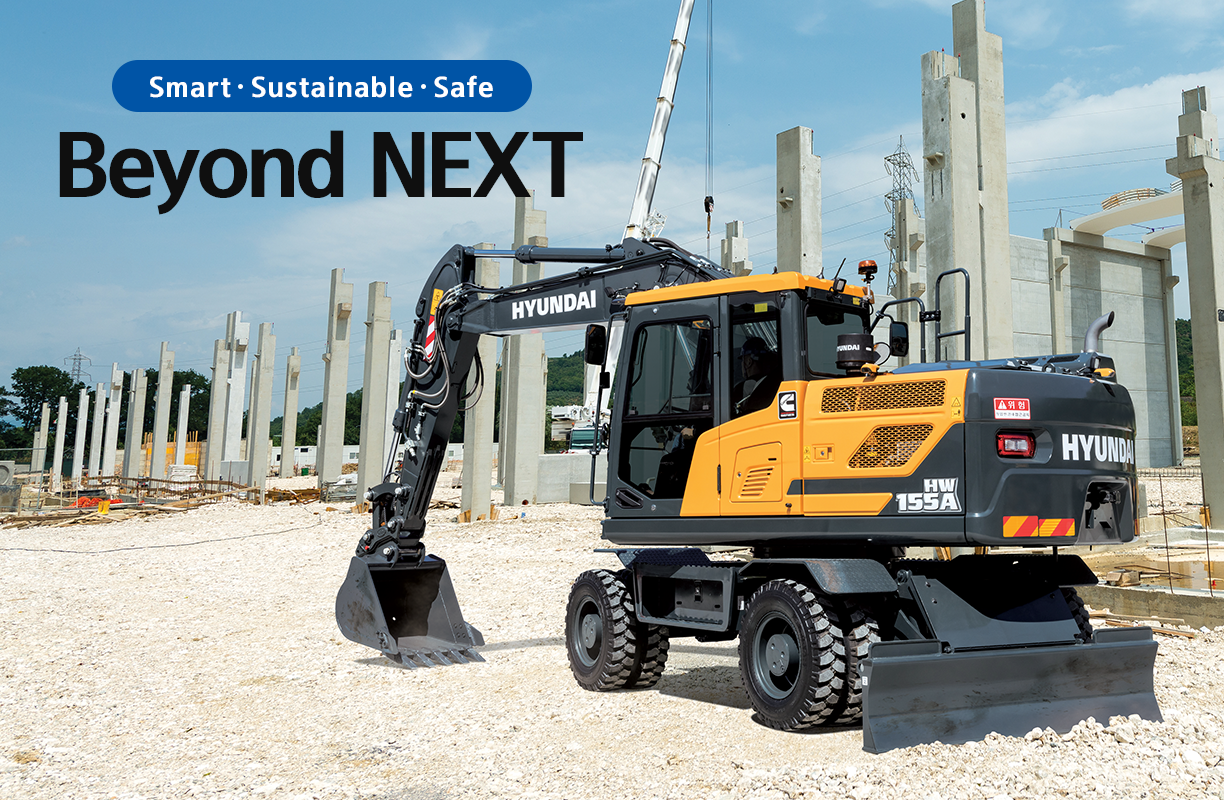 Smart · Sustainable · Safe
Beyond NEXT
HYUNDAI
HYUNDAI
위험
HYUNDAI
HW
155A